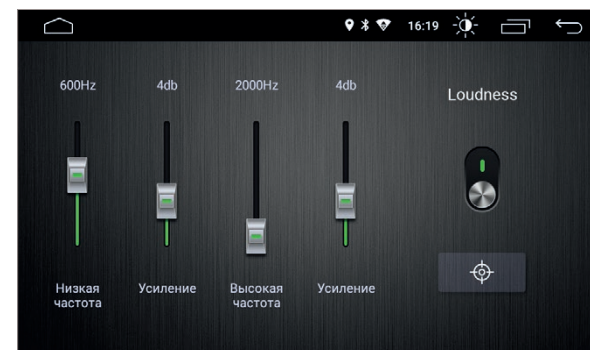 16:19
600Hz
4db
2000Hz
4db
Loudness
Низкая
частота
Усиление
Высокая
частота
Усиление